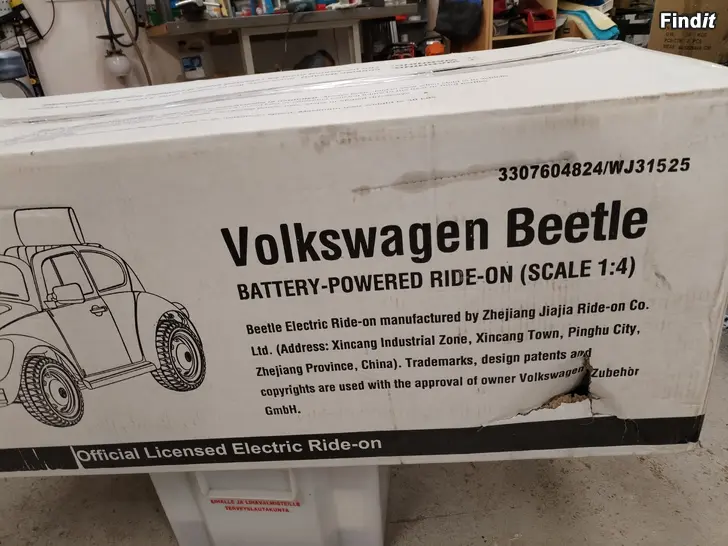 Findit
3307604824/WJ31525
Volkswagen Beetle
BATTERY-POWERED RIDE-ON (SCALE 1:4)
Beetle Electric Ride-on manufactured by Zhejiang Jiajia Ride-on Co.
Ltd. (Address: Xincang Industrial Zone, Xincang Town, Pinghu City,
Zhejiang Province, China). Trademarks, design patents and
copyrights are used with the approval of owner Volkswagen Zubehör
GmbH.
Official Licensed Electric Ride-on